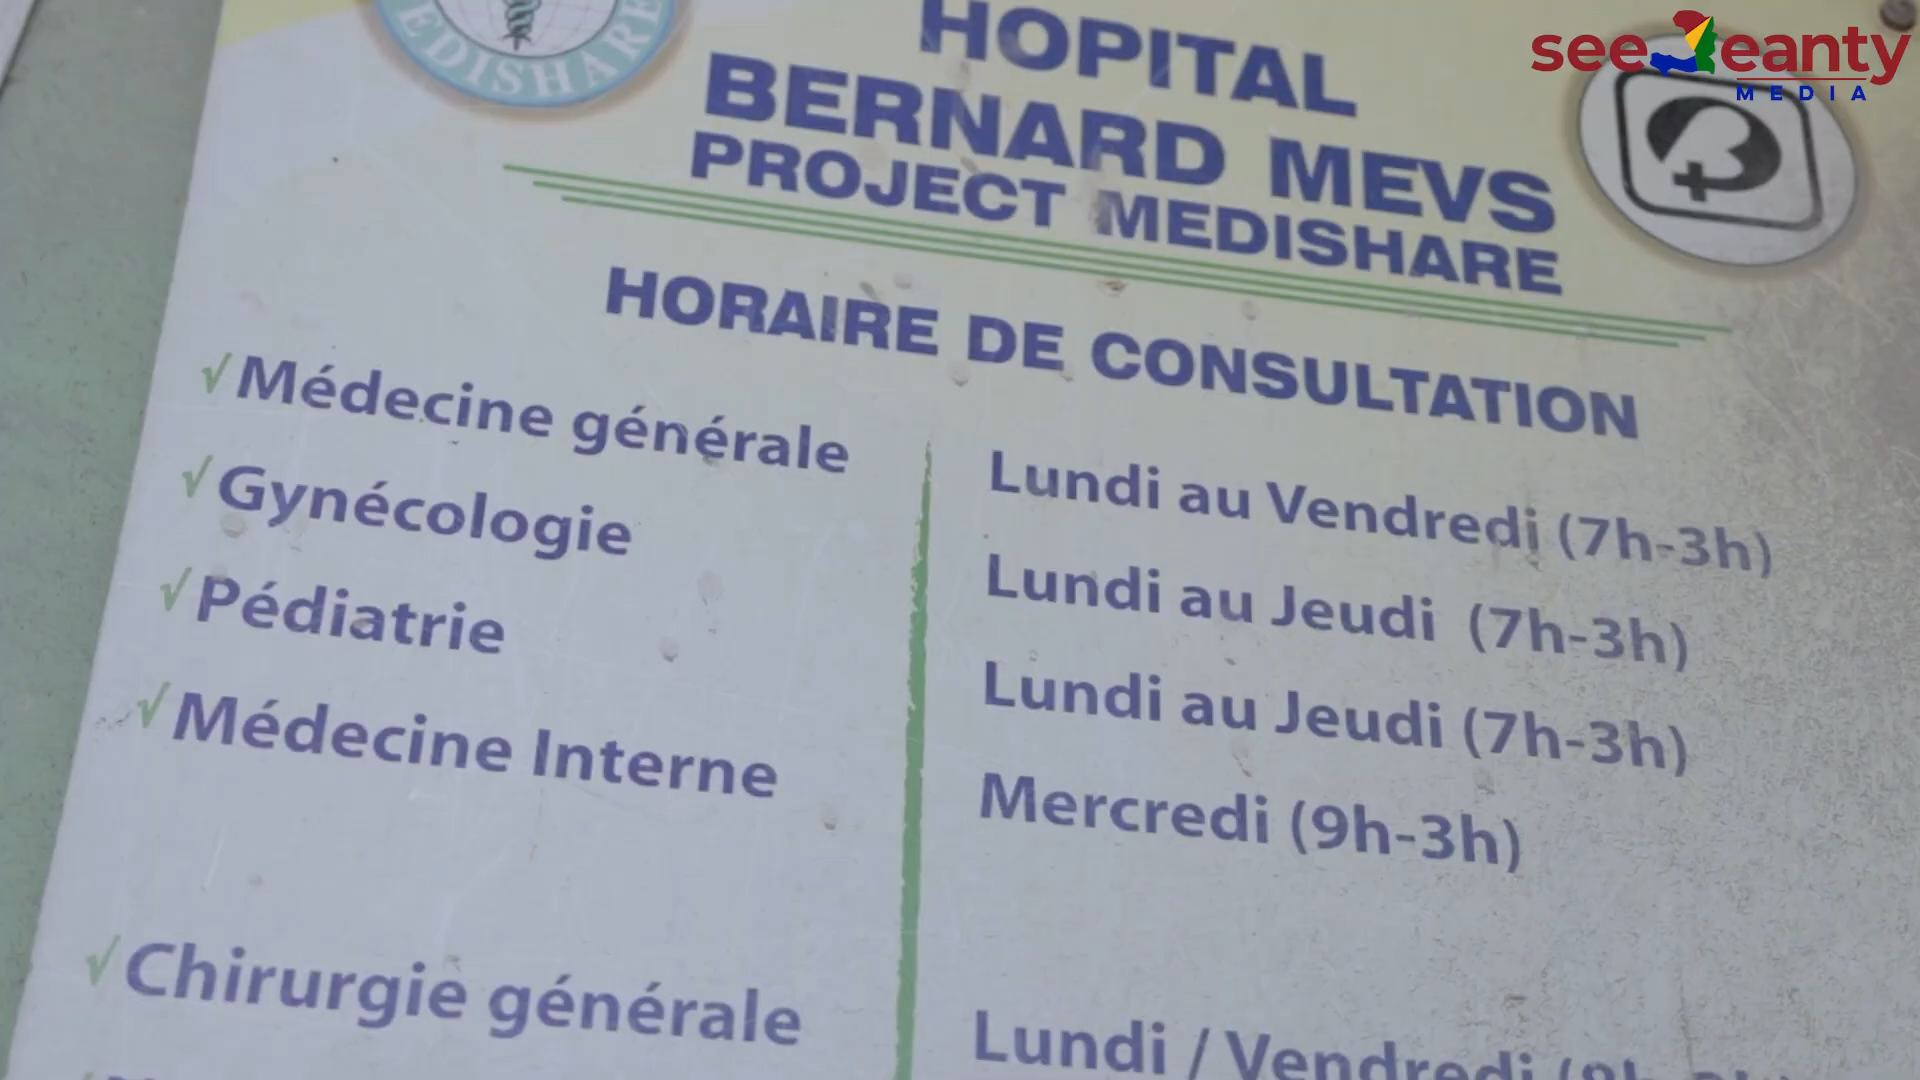 EDISHARE
HOPITAL
BERNARD MEVS
PROJECT MEDISHARE
see eanty
MEDIA
HORAIRE DE CONSULTATION
√ Médecine générale Lundi au Vendredi (7h-3h)
√ Gynécologie Lundi au Jeudi (7h-3h)
√ Pédiatrie Lundi au Jeudi (7h-3h)
√ Médecine Interne Mercredi (9h-3h)
√ Chirurgie générale Lundi / Vendredi